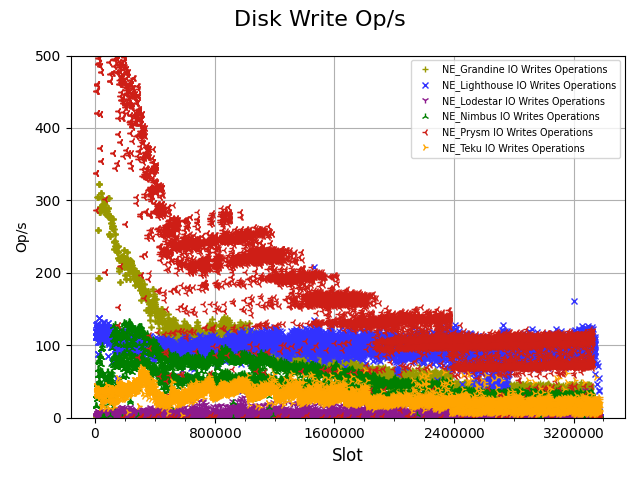 Disk Write Op/s
500
400
300
200
100
0
Op/s
NE_Grandine IO Writes Operations
NE_Lighthouse IO Writes Operations
NE_Lodestar IO Writes Operations
NE_Nimbus IO Writes Operations
NE_Prysm IO Writes Operations
NE_Teku IO Writes Operations
0 800000 1600000 2400000 3200000
Slot